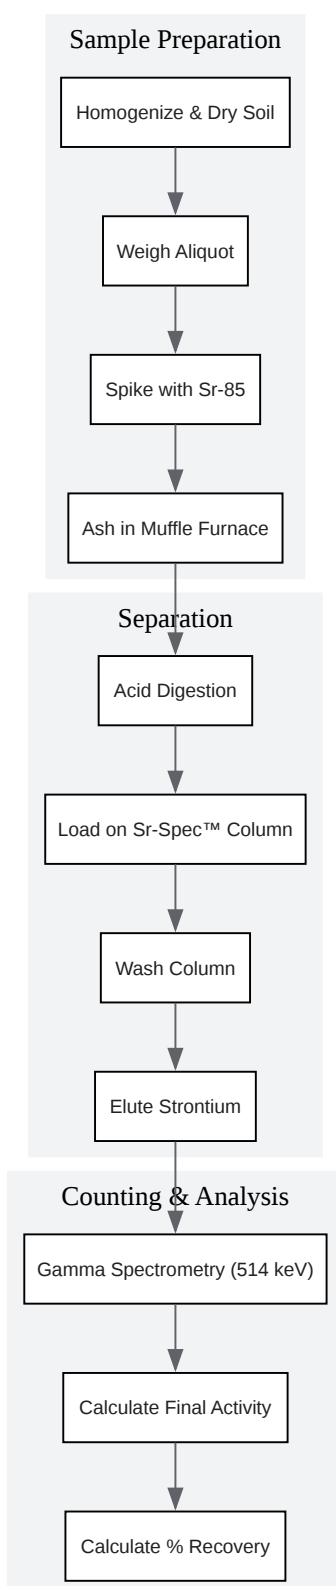 Sample Preparation
Homogenize & Dry Soil
Weigh Aliquot
Spike with Sr-85
Ash in Muffle Furnace
Separation
Acid Digestion
Load on Sr-Spec™ Column
Wash Column
Elute Strontium
Counting & Analysis
Gamma Spectrometry (514 keV)
Calculate Final Activity
Calculate % Recovery